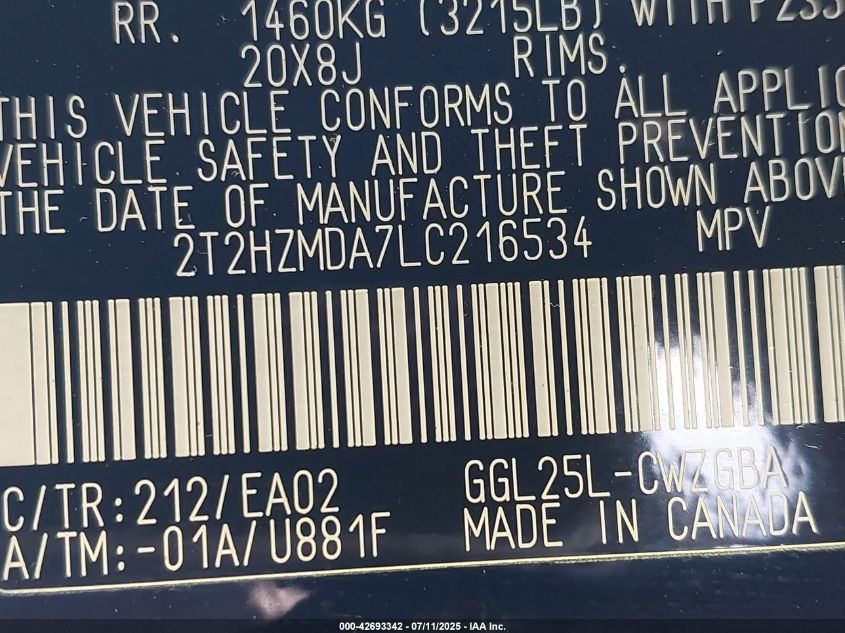 RR. 1460KG (3215LB) WITH P235
20X8J RIMS.
THIS VEHICLE CONFORMS TO ALL APPLIC
VEHICLE SAFETY AND THEFT PREVENTION
THE DATE OF MANUFACTURE SHOWN ABOVE
2T2HZMDA7LC216534 MPV
C/TR:212/EA02 GGL25L-CWZGBA
A/TM:-01A/U881F MADE IN CANADA
000-42693342 - 07/11/2025 - IAA Inc.